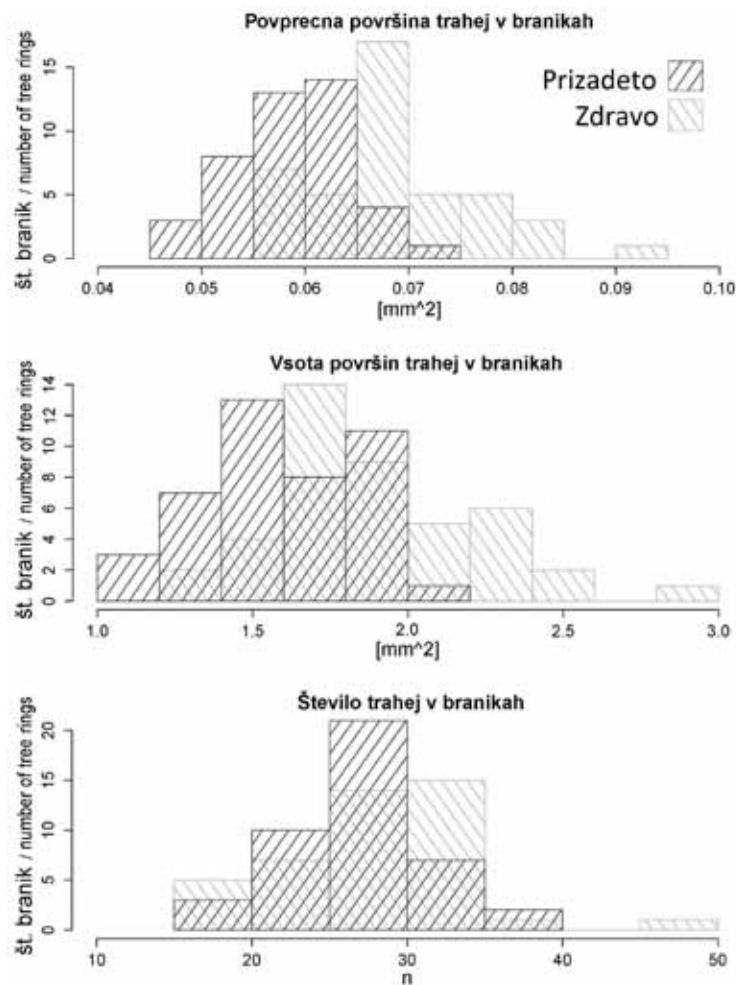 Povprecna površina trahej v branikah
Prizadeto
Zdravo
št. branik / number of tree rings
15
10
5
0
0.04 0.05 0.06 0.07 0.08 0.09 0.10
[mm^2]
Vsota površin trahej v branikah
št. branik / number of tree rings
14
12
10
8
6
4
2
0
1.0 1.5 2.0 2.5 3.0
[mm^2]
Število trahej v branikah
št. branik / number of tree rings
20
15
10
5
0
10 20 30 40 50
n